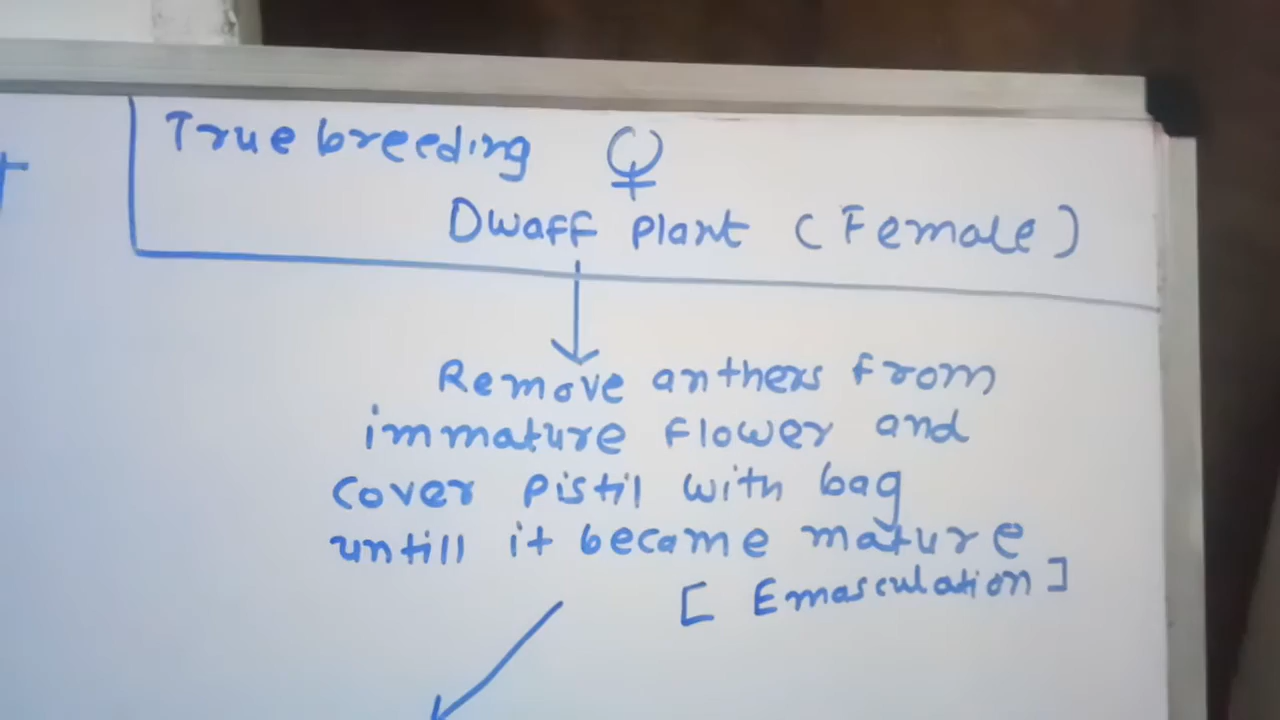 True breeding ♀
Dwaff plant (Female)
Remove anthers from
immature flower and
cover pistil with bag
untill it became mature
[Emasculation]